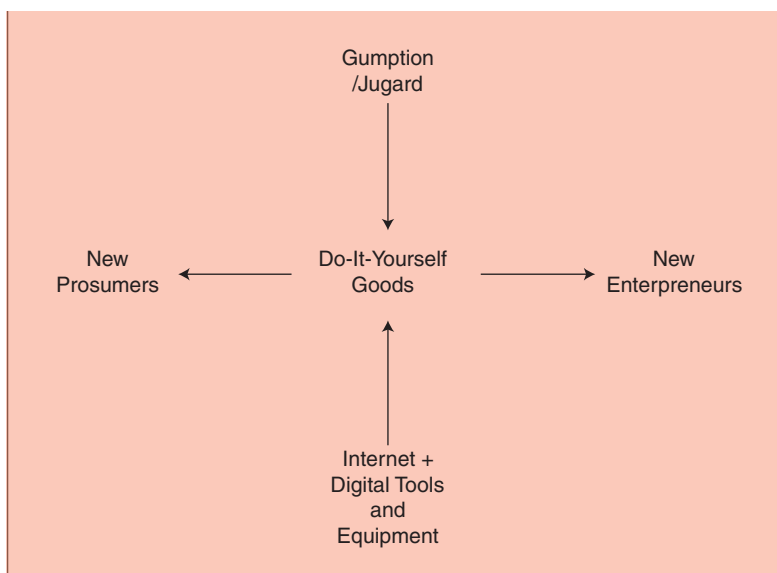 Gumption
/Jugard
New
Prosumers
Do-It-Yourself
Goods
New
Enterpreneurs
Internet +
Digital Tools
and
Equipment